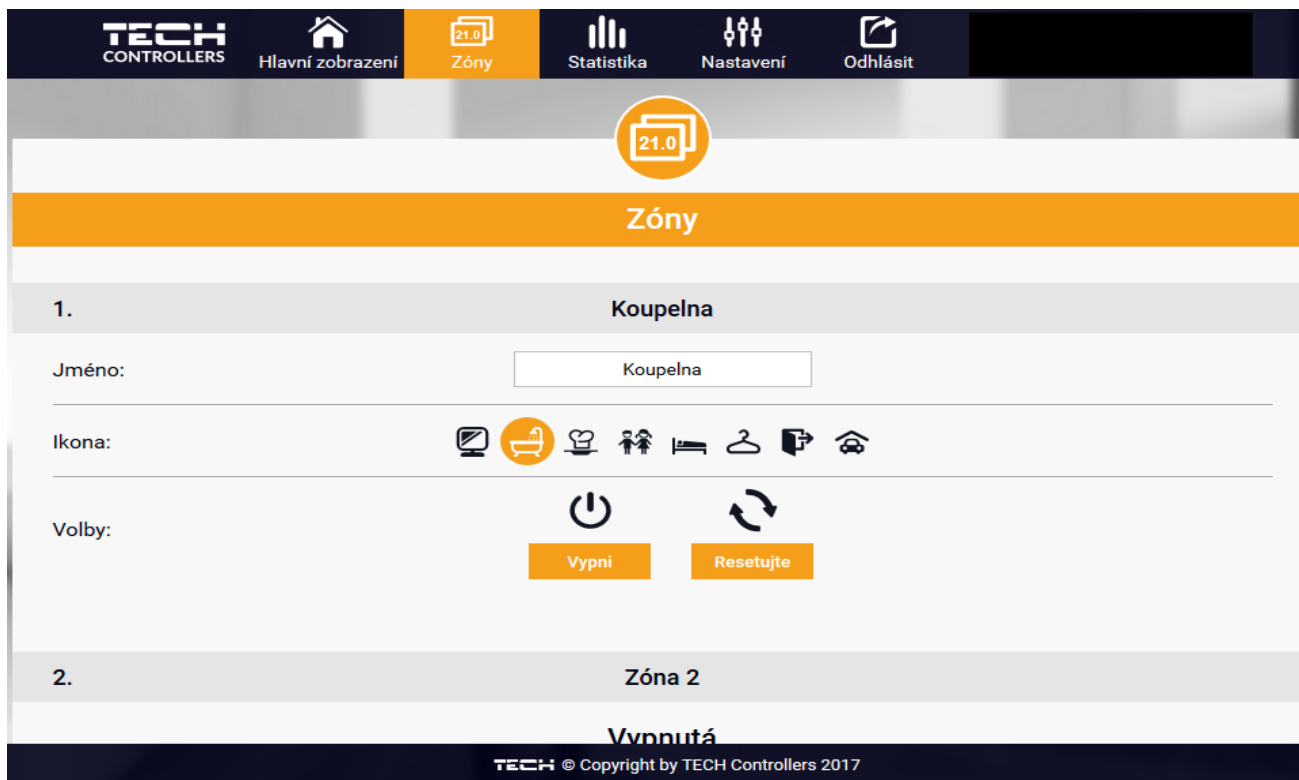 TECH
CONTROLLERS
Hlavní zobrazení
21.0
Zóny
Statistika
Nastavení
Odhlásit
21.0
Zóny
1. Koupelna
Jméno: Koupelna
Ikona:
Volby:
Vypni Resetujte
2. Zóna 2
Vypnutá
TECH © Copyright by TECH Controllers 2017